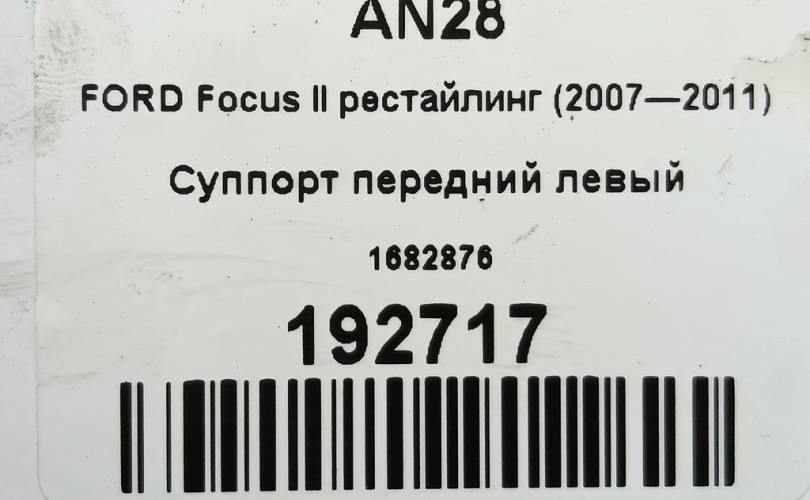 AN28
FORD Focus II рестайлинг (2007—2011)
Суппорт передний левый
1682876
192717